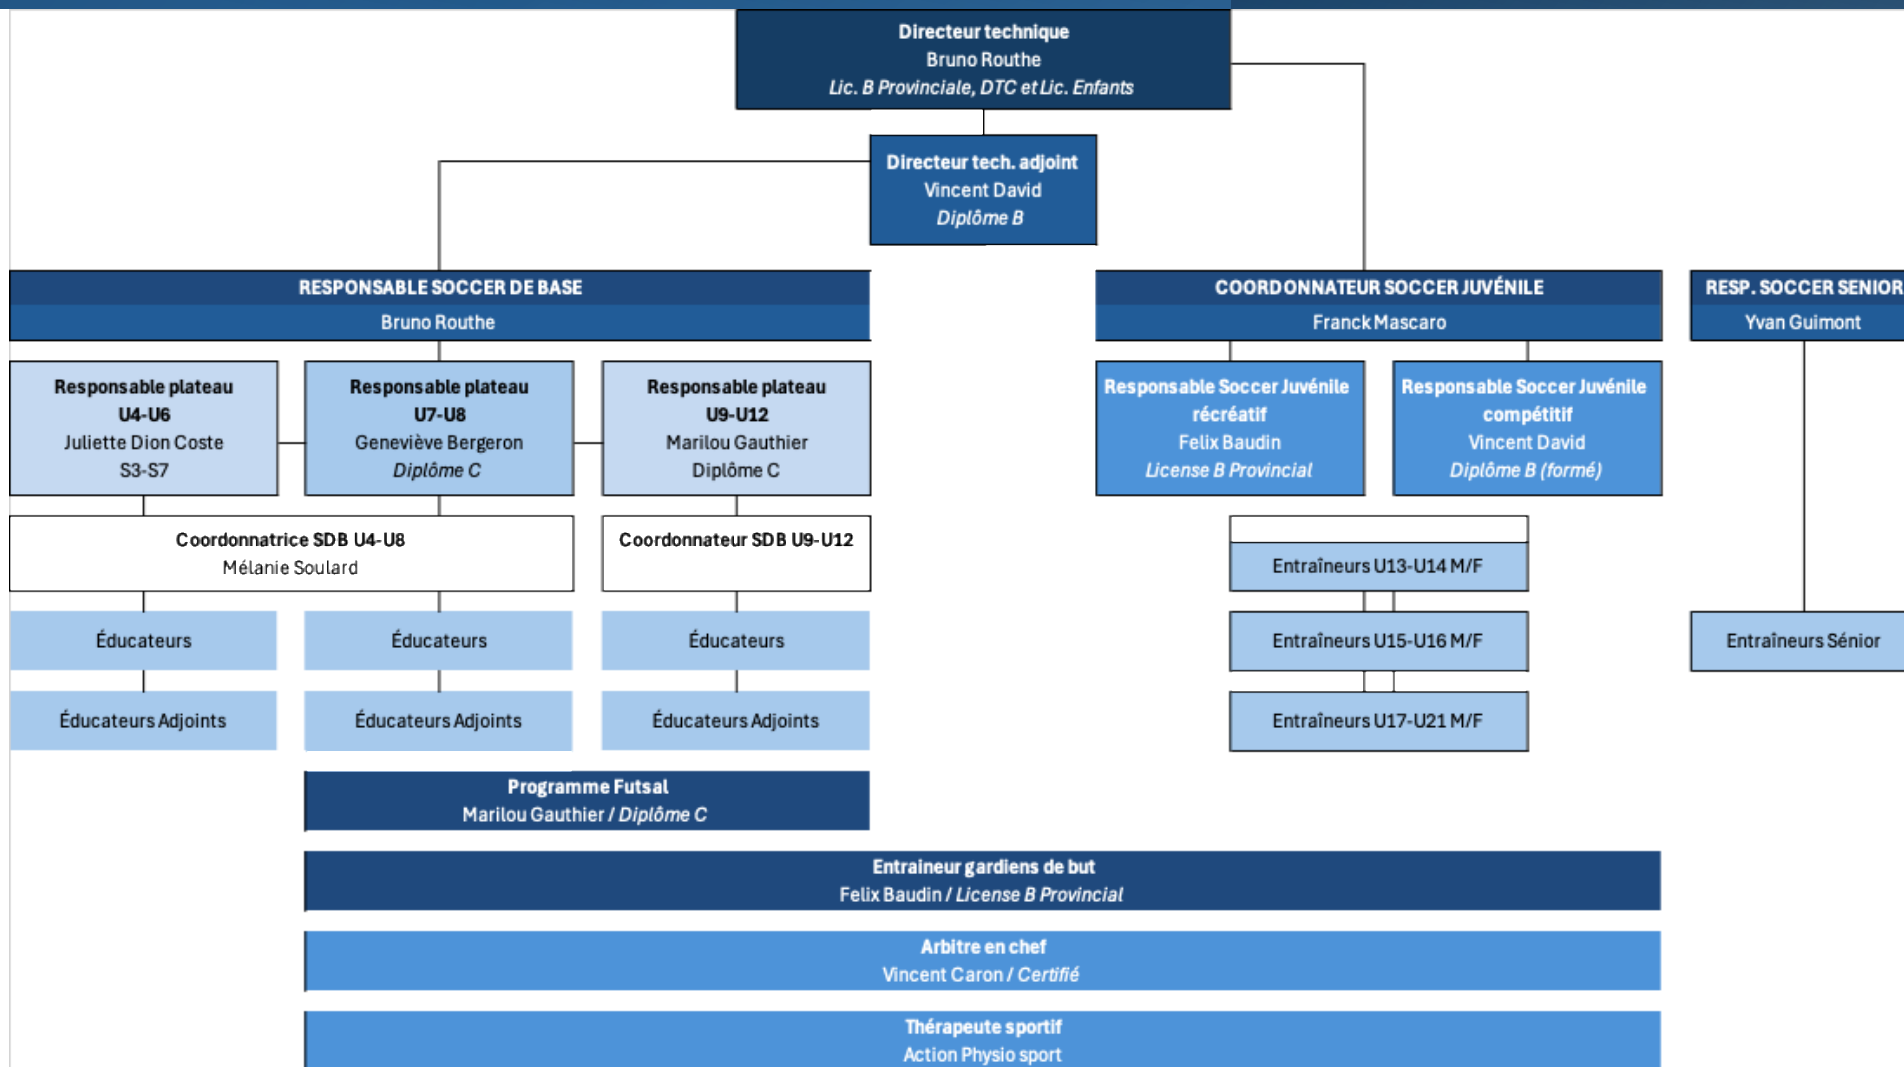 Directeur technique
Bruno Routhe
Lic. B Provinciale, DTC et Lic. Enfants
Directeur tech. adjoint
Vincent David
Diplôme B
RESPONSABLE SOCCER DE BASE
Bruno Routhe
COORDONNATEUR SOCCER JUVÉNILE
Franck Mascaro
RESP. SOCCER SENIOR
Yvan Guimont
Responsable plateau
U4-U6
Juliette Dion Coste
S3-S7
Responsable plateau
U7-U8
Geneviève Bergeron
Diplôme C
Responsable plateau
U9-U12
Marilou Gauthier
Diplôme C
Responsable Soccer Juvénile
récréatif
Felix Baudin
License B Provincial
Responsable Soccer Juvénile
compétitif
Vincent David
Diplôme B (formé)
Coordonnatrice SDB U4-U8
Mélanie Soulard
Coordonnateur SDB U9-U12
Entraîneurs U13-U14 M/F
Éducateurs
Éducateurs
Éducateurs
Entraîneurs U15-U16 M/F
Entraîneurs Sénior
Éducateurs Adjoints
Éducateurs Adjoints
Éducateurs Adjoints
Entraîneurs U17-U21 M/F
Programme Futsal
Marilou Gauthier / Diplôme C
Entraineur gardiens de but
Felix Baudin / License B Provincial
Arbitre en chef
Vincent Caron / Certifié
Thérapeute sportif
Action Physio sport